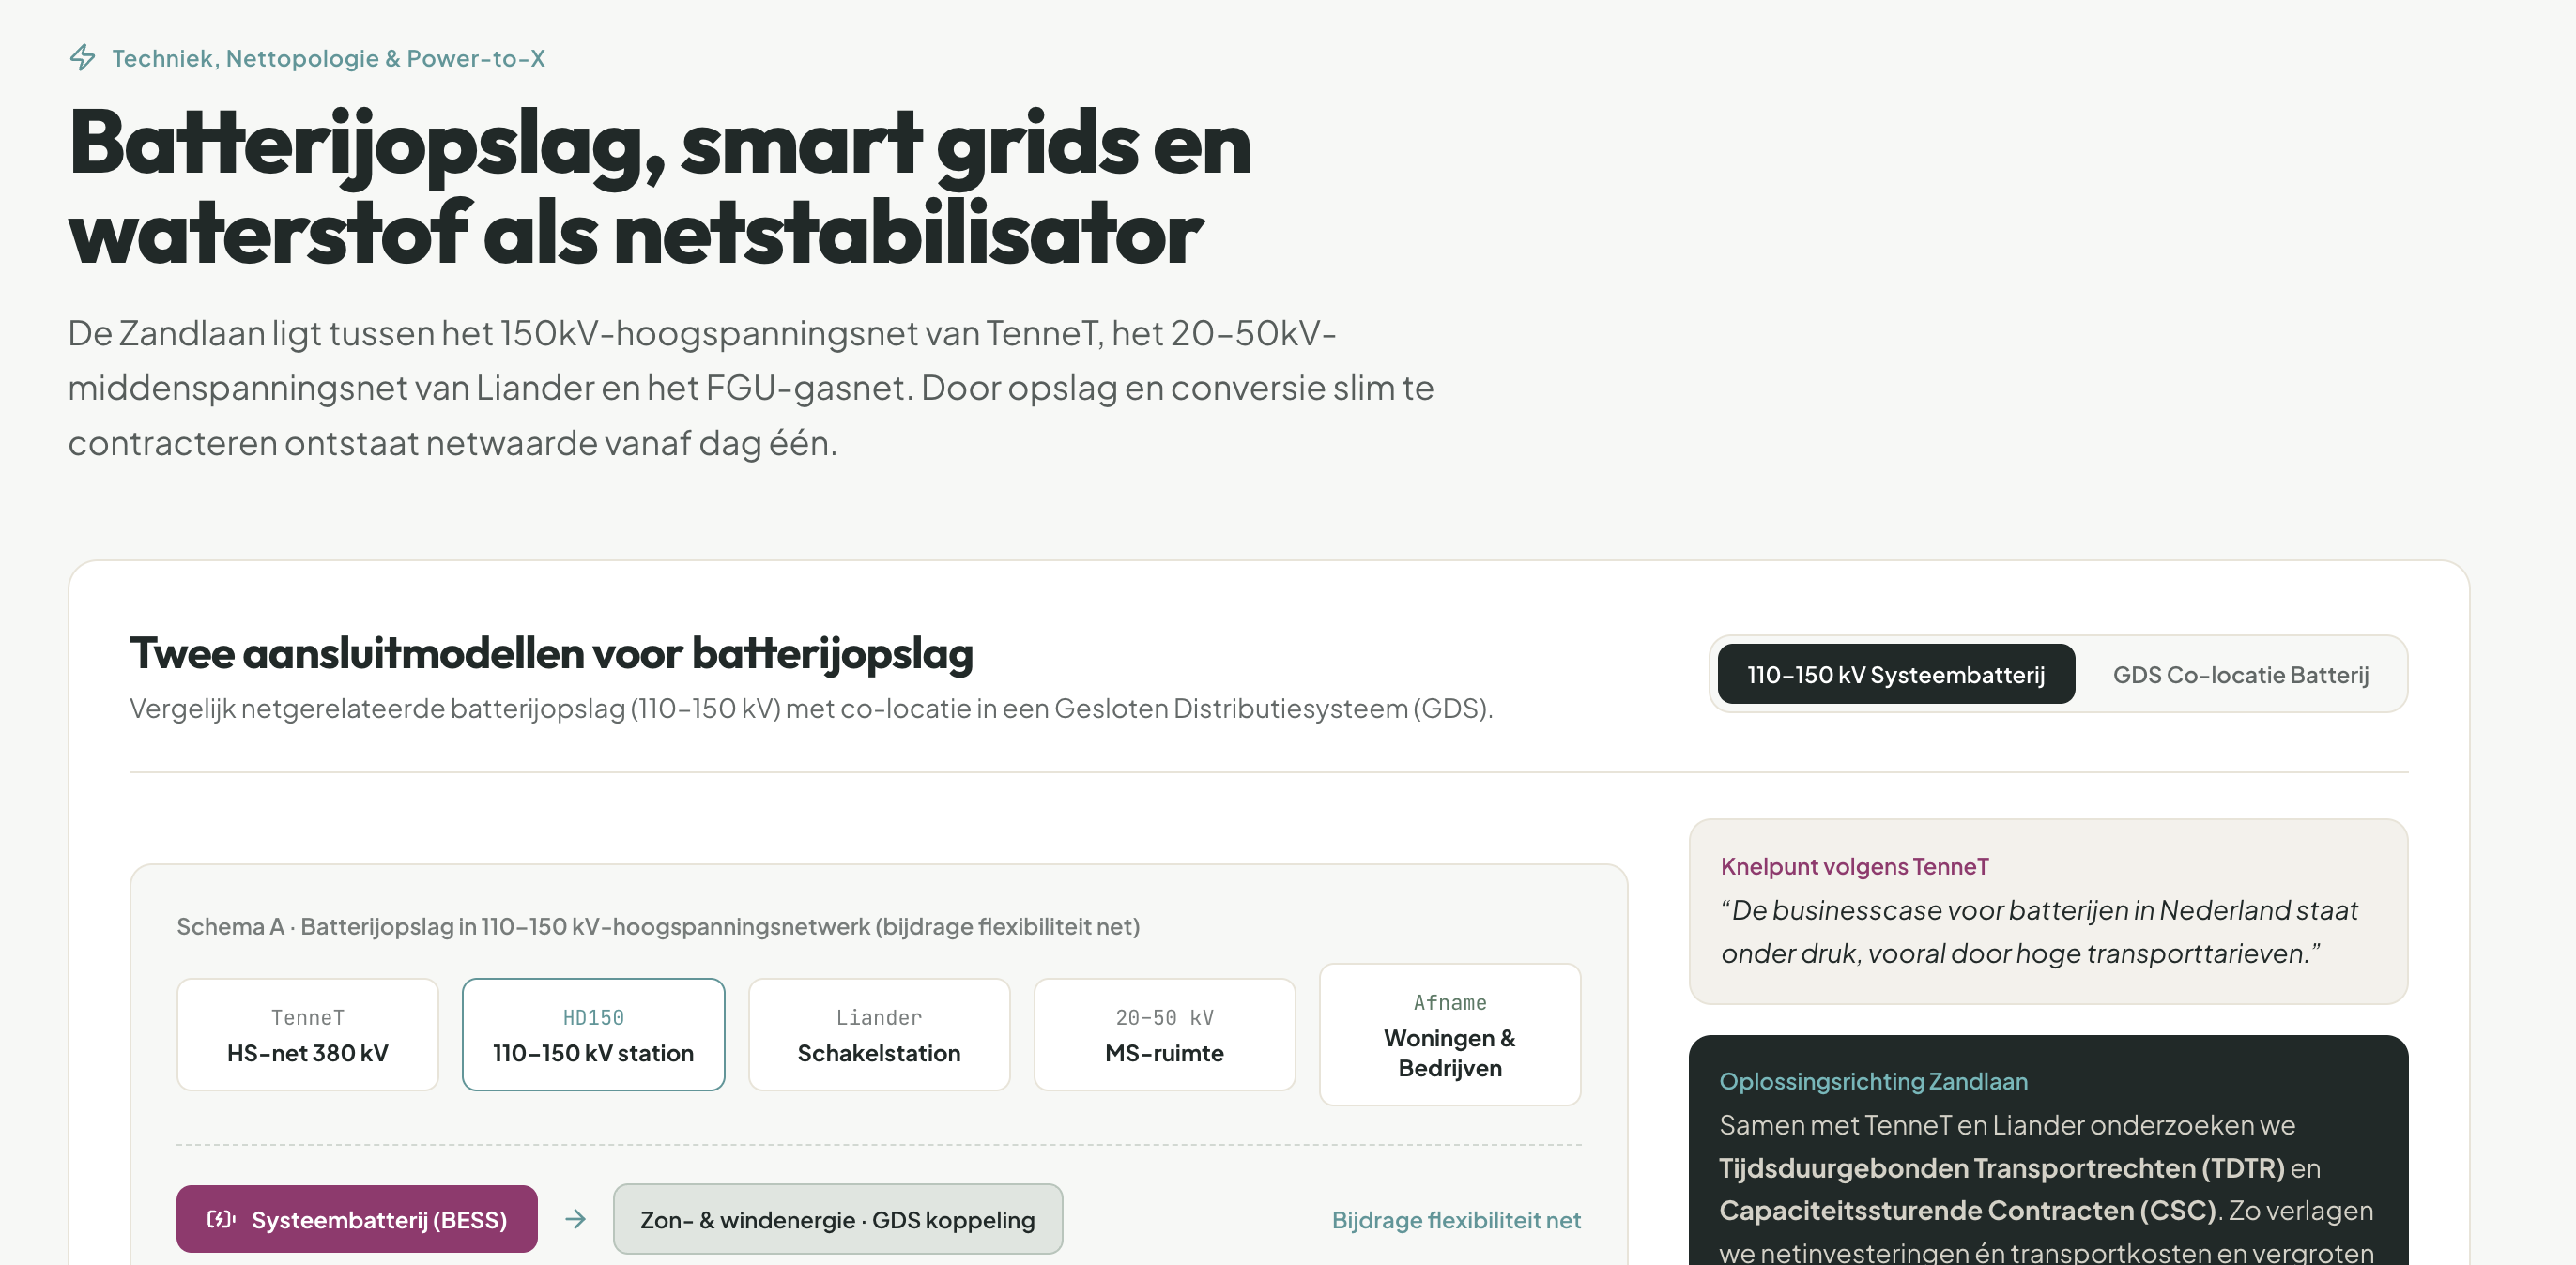 Techniek, Nettopologie & Power-to-X
Batterijopslag, smart grids en
waterstof als netstabilisator
De Zandlaan ligt tussen het 150kV-hoogspanningsnet van TenneT, het 20–50kV-
middenspanningsnet van Liander en het FGU-gasnet. Door opslag en conversie slim te
contracteren ontstaat netwaarde vanaf dag één.
Twee aansluitmodellen voor batterijopslag
Vergelijk netgerelateerde batterijopslag (110–150 kV) met co-locatie in een Gesloten Distributiesysteem (GDS).
110–150 kV Systeembatterij
GDS Co-locatie Batterij
Schema A · Batterijopslag in 110–150 kV-hoogspanningsnetwerk (bijdrage flexibiliteit net)
TenneT
HS-net 380 kV
HD150
110–150 kV station
Liander
Schakelstation
20–50 kV
MS-ruimte
Afname
Woningen &
Bedrijven
Systeembatterij (BESS)
Zon- & windenergie · GDS koppeling
Bijdrage flexibiliteit net
Knelpunt volgens TenneT
“De businesscase voor batterijen in Nederland staat
onder druk, vooral door hoge transporttarieven.”
Oplossingsrichting Zandlaan
Samen met TenneT en Liander onderzoeken we
Tijdsduurgebonden Transportrechten (TDTR) en
Capaciteitssturende Contracten (CSC). Zo verlagen
we netinvesteringen én transportkosten en vergroten